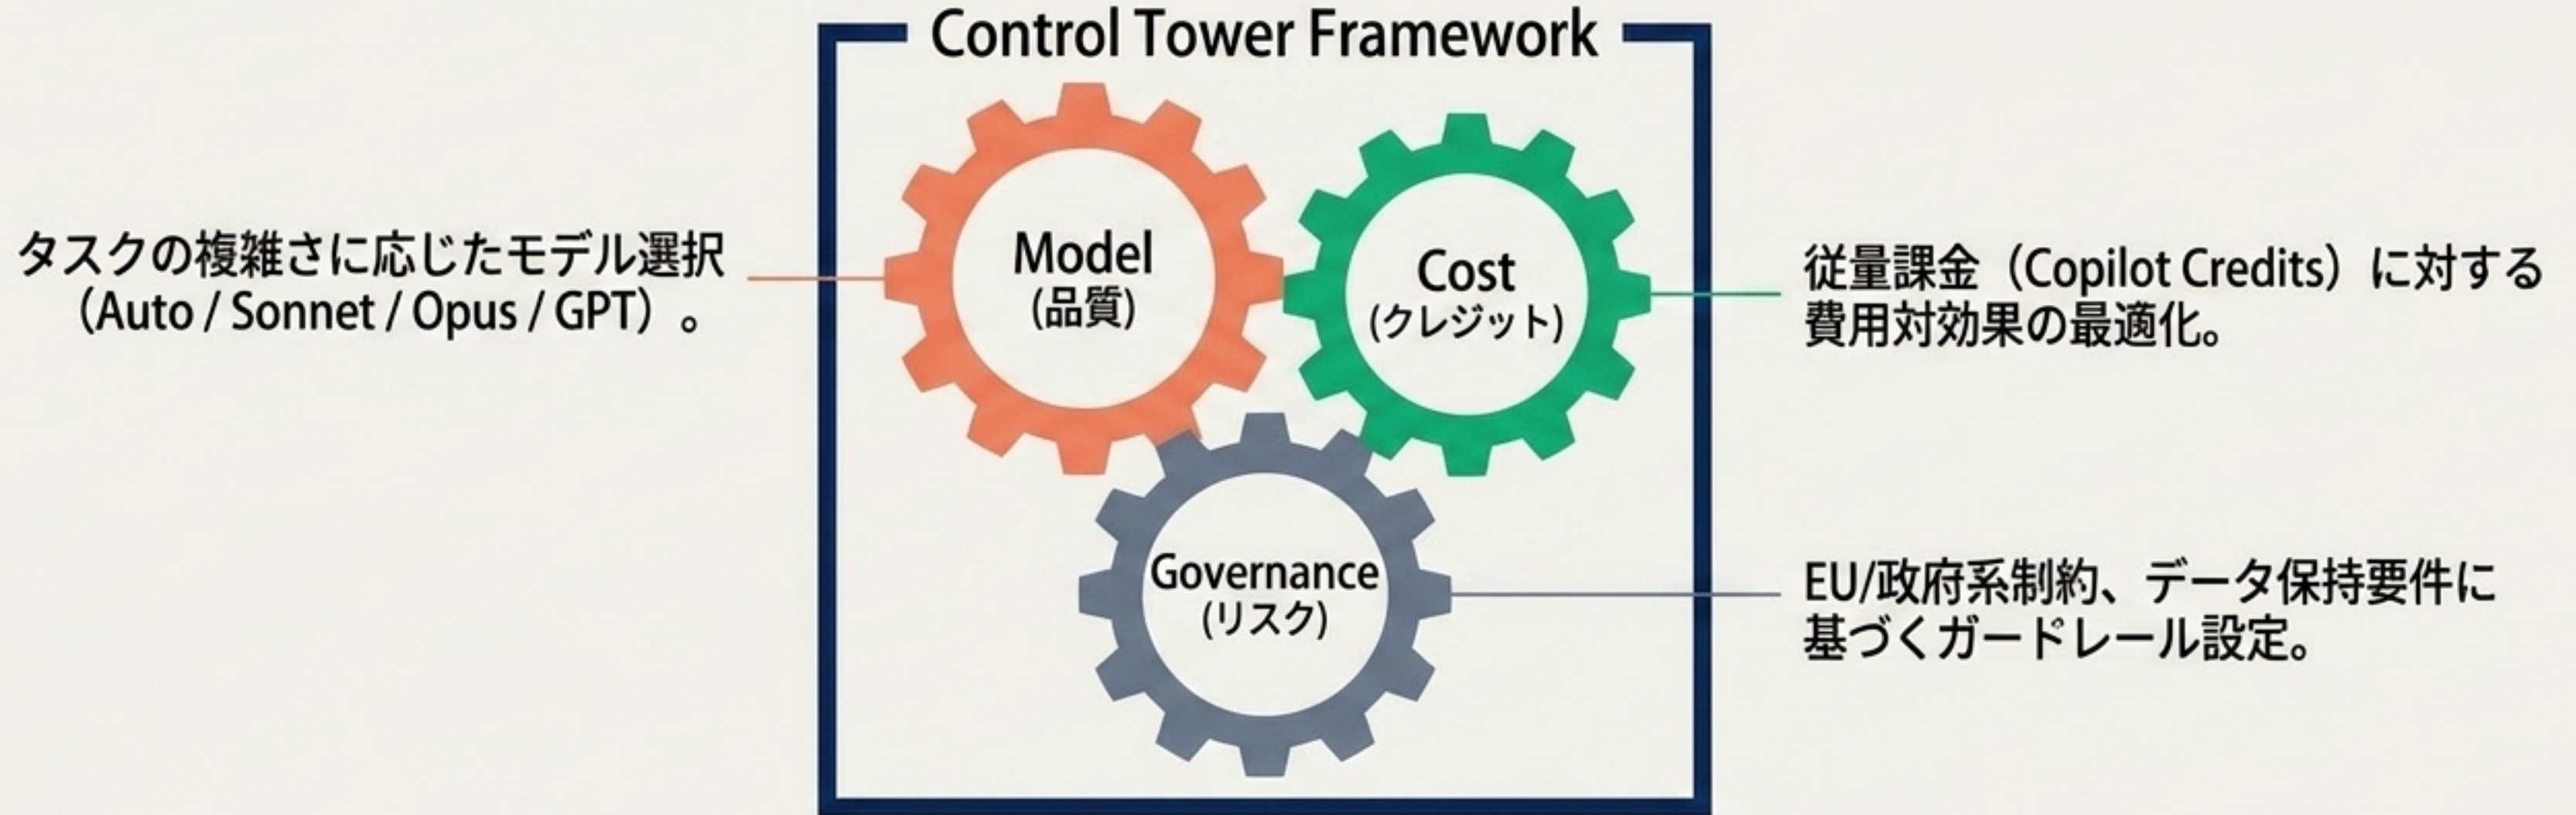 Control Tower Framework
タスクの複雑さに応じたモデル選択
（Auto / Sonnet / Opus / GPT）。
Model
(品質)
Cost
(クレジット)
従量課金（Copilot Credits）に対する
費用対効果の最適化。
Governance
(リスク)
EU/政府系制約、データ保持要件に
基づくガードレール設定。